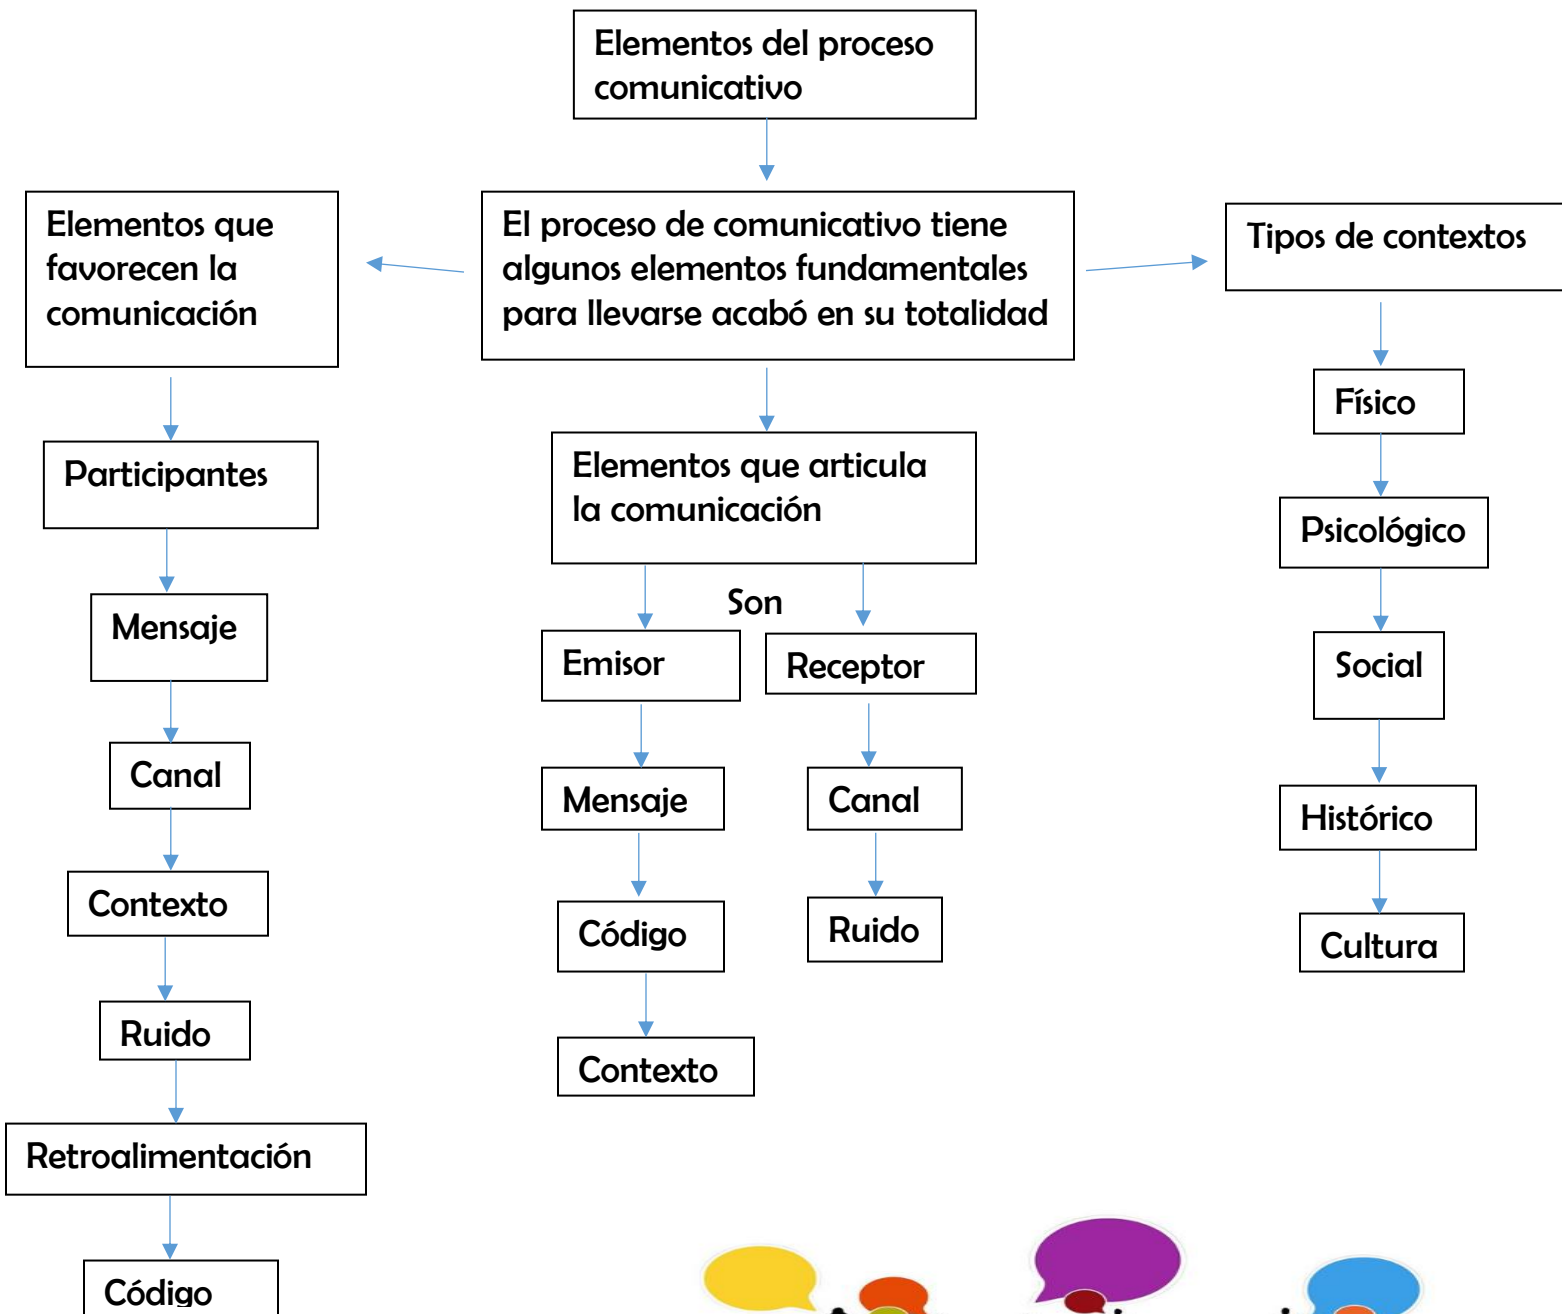 Elementos del proceso
comunicativo
Elementos que
favorecen la
comunicación
El proceso de comunicativo tiene
algunos elementos fundamentales
para llevarse acabó en su totalidad
Tipos de contextos
Participantes
Mensaje
Canal
Contexto
Ruido
Retroalimentación
Código
Elementos que articula
la comunicación
Son
Emisor
Mensaje
Código
Contexto
Receptor
Canal
Ruido
Físico
Psicológico
Social
Histórico
Cultura